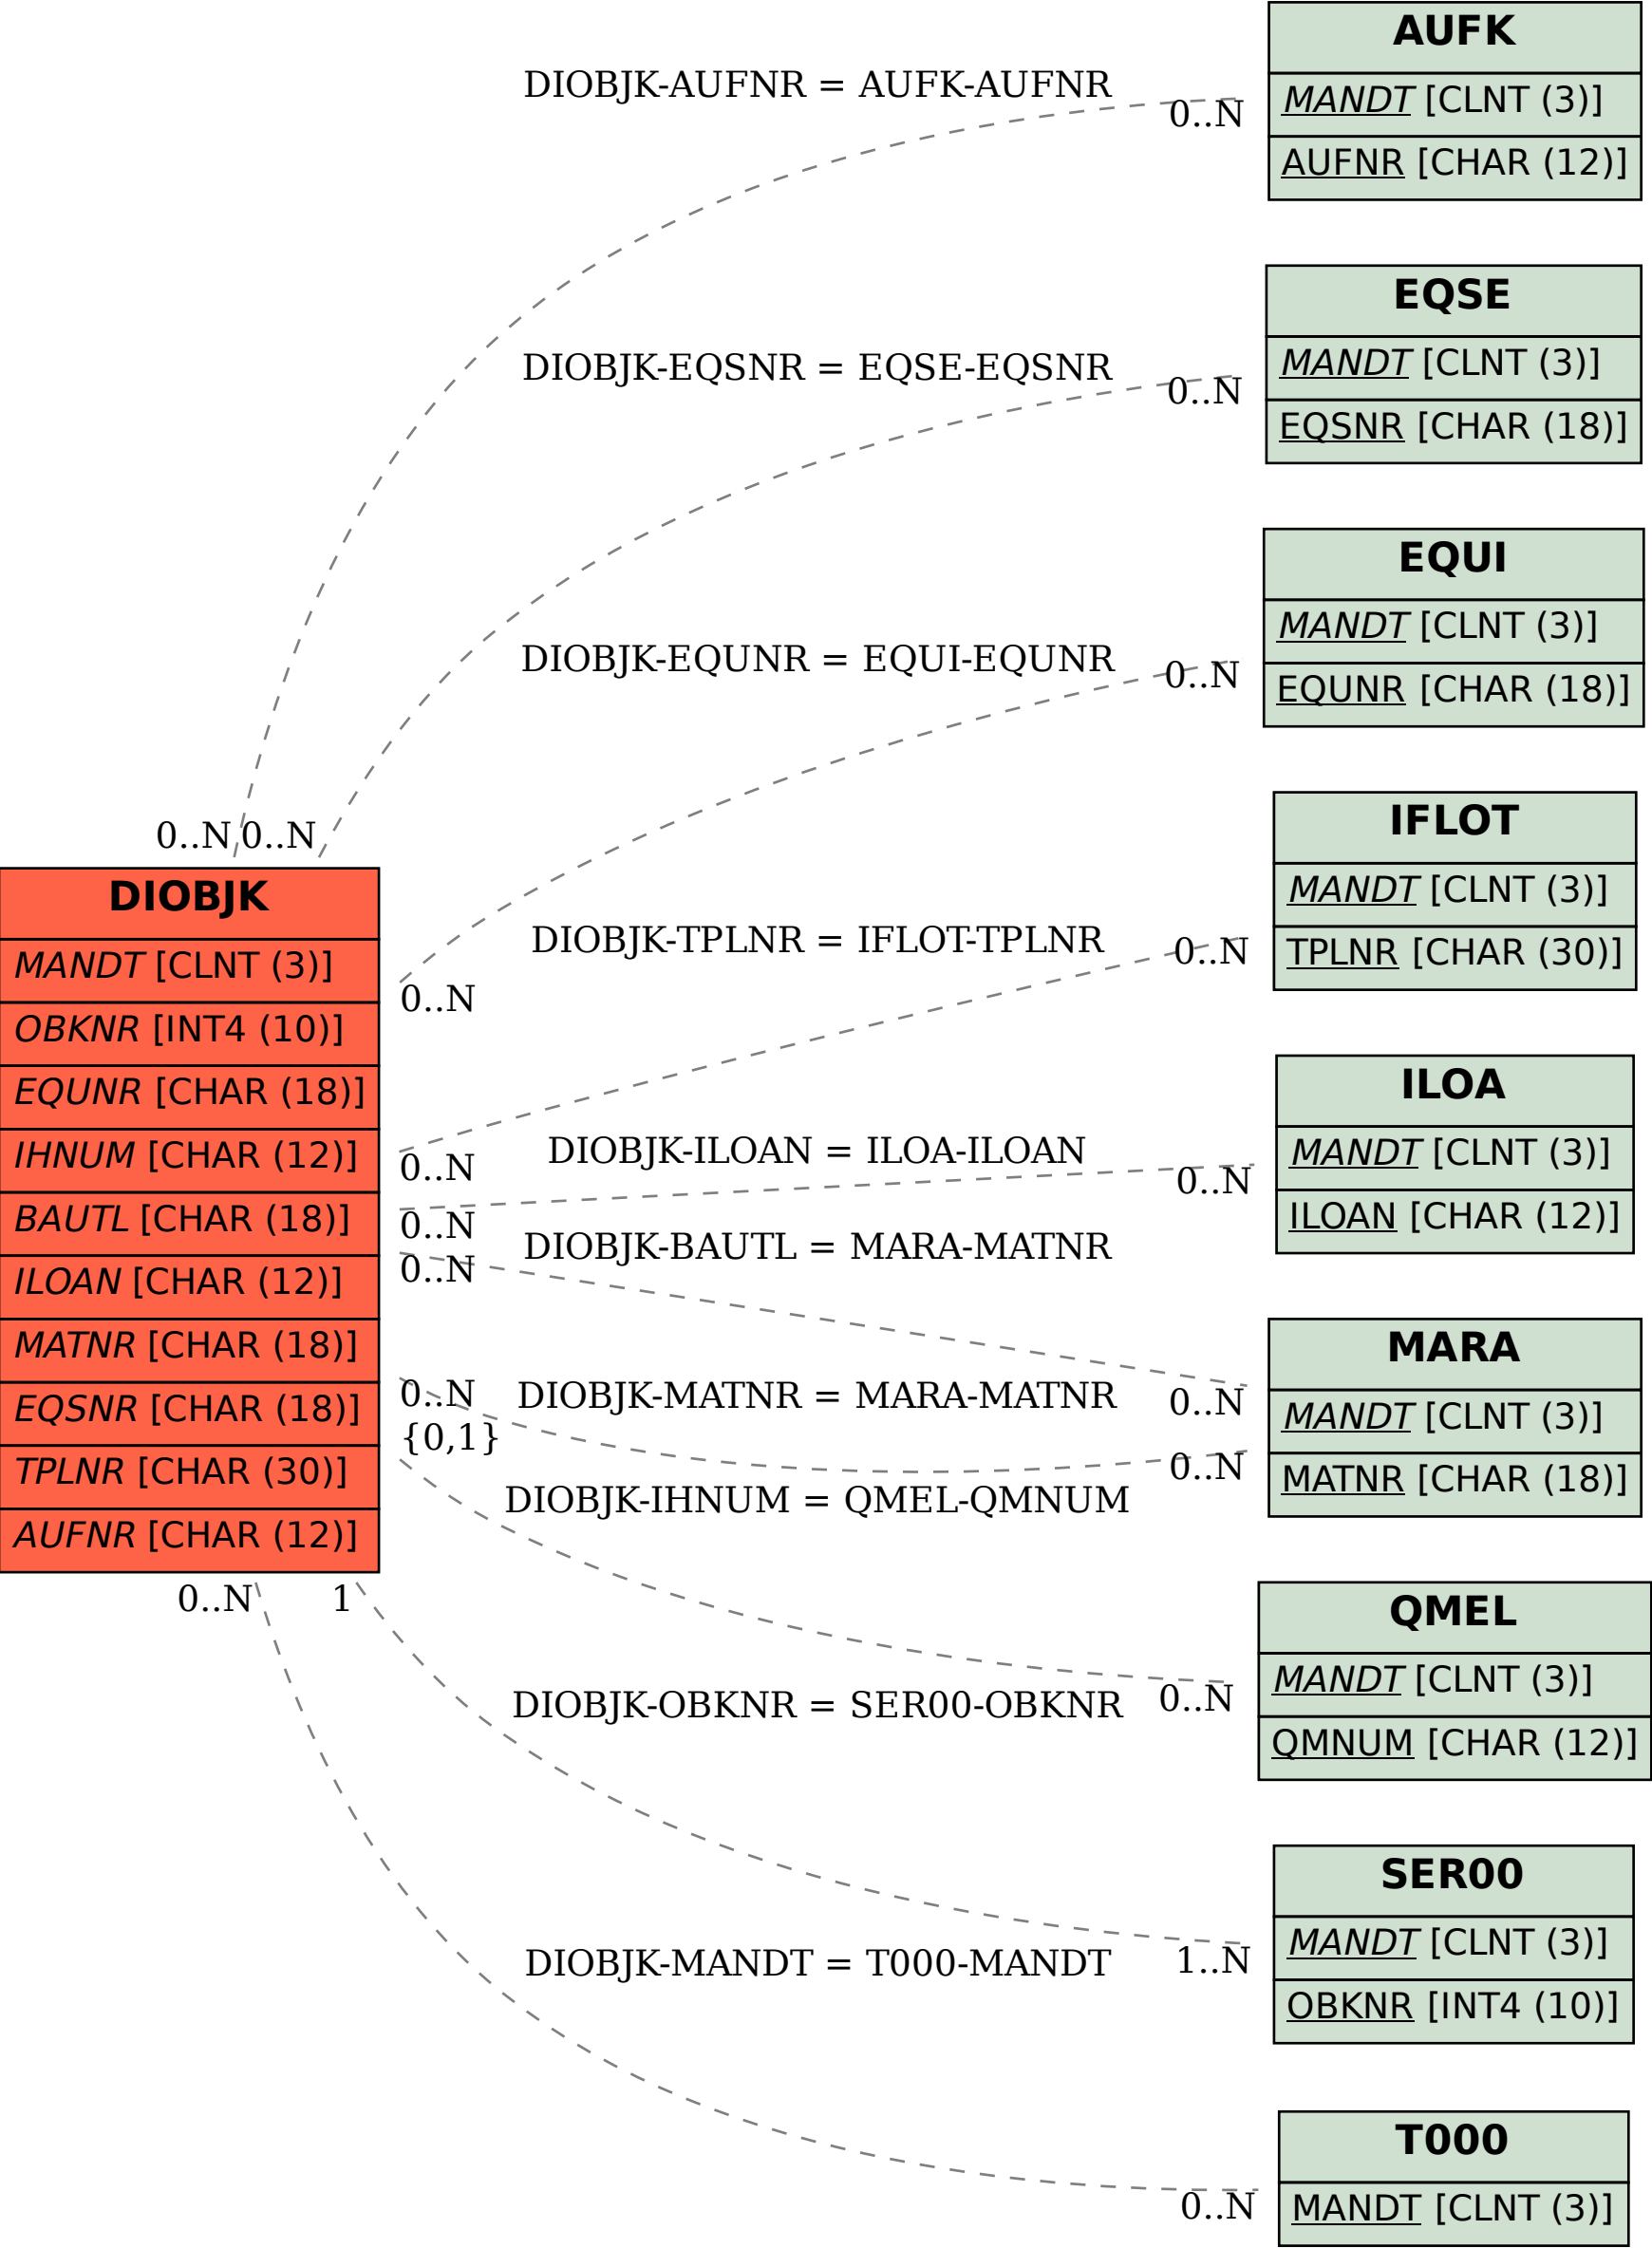 AUFK
MANDT [CLNT (3)]
AUFNR [CHAR (12)]
DIOBJK-AUFNR = AUFK-AUFNR
0..N
EQSE
MANDT [CLNT (3)]
EQSNR [CHAR (18)]
DIOBJK-EQSNR = EQSE-EQSNR
0..N
EQUI
MANDT [CLNT (3)]
EQUNR [CHAR (18)]
DIOBJK-EQUNR = EQUI-EQUNR
0..N
0..N 0..N
DIOBJK
MANDT [CLNT (3)]
OBKNR [INT4 (10)]
EQUNR [CHAR (18)]
IHNUM [CHAR (12)]
BAUTL [CHAR (18)]
ILOAN [CHAR (12)]
MATNR [CHAR (18)]
EQSNR [CHAR (18)]
TPLNR [CHAR (30)]
AUFNR [CHAR (12)]
0..N
0..N
0..N
0..N
0..N
{0,1}
0..N 1
IFLOT
MANDT [CLNT (3)]
TPLNR [CHAR (30)]
DIOBJK-TPLNR = IFLOT-TPLNR
0..N
ILOA
MANDT [CLNT (3)]
ILOAN [CHAR (12)]
DIOBJK-ILOAN = ILOA-ILOAN
0..N
DIOBJK-BAUTL = MARA-MATNR
MARA
MANDT [CLNT (3)]
MATNR [CHAR (18)]
0..N
DIOBJK-MATNR = MARA-MATNR
0..N
DIOBJK-IHNUM = QMEL-QMNUM
QMEL
MANDT [CLNT (3)]
QMNUM [CHAR (12)]
0..N
DIOBJK-OBKNR = SER00-OBKNR
SER00
MANDT [CLNT (3)]
OBKNR [INT4 (10)]
1..N
DIOBJK-MANDT = T000-MANDT
T000
MANDT [CLNT (3)]
0..N